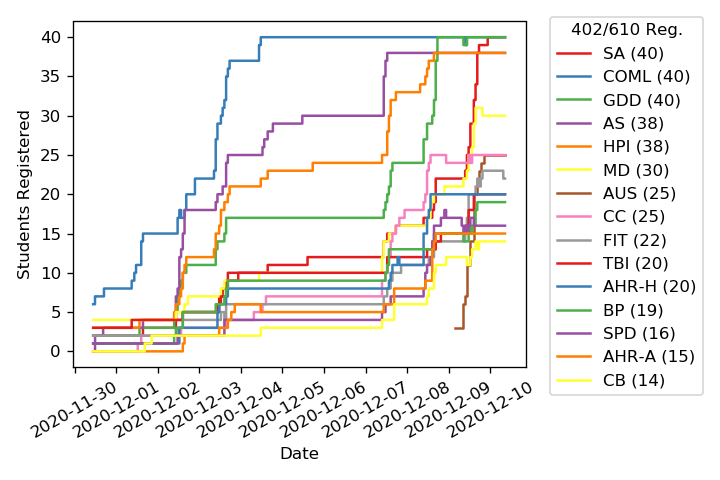 402/610 Reg.
SA (40)
COML (40)
GDD (40)
AS (38)
HPI (38)
MD (30)
AUS (25)
CC (25)
FIT (22)
TBI (20)
AHR-H (20)
BP (19)
SPD (16)
AHR-A (15)
CB (14)
Students Registered
40
35
30
25
20
15
10
5
0
2020-11-30
2020-12-01
2020-12-02
2020-12-03
2020-12-04
2020-12-05
2020-12-06
2020-12-07
2020-12-08
2020-12-09
2020-12-10
Date